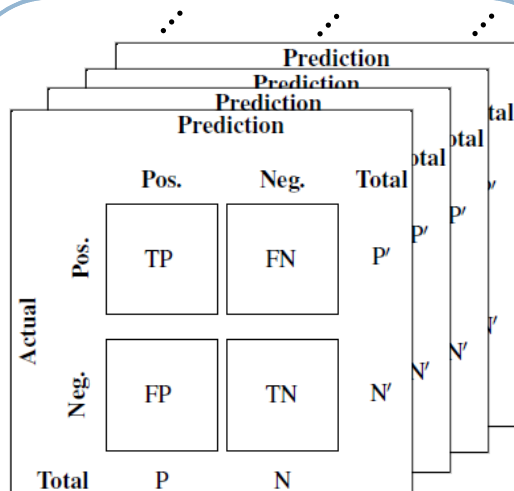 Prediction
Prediction
Prediction
Prediction
Pos. Neg. Total
Pos. TP FN P′ P′ P′
Actual
Neg. FP TN N′ N′ N′
Total P N